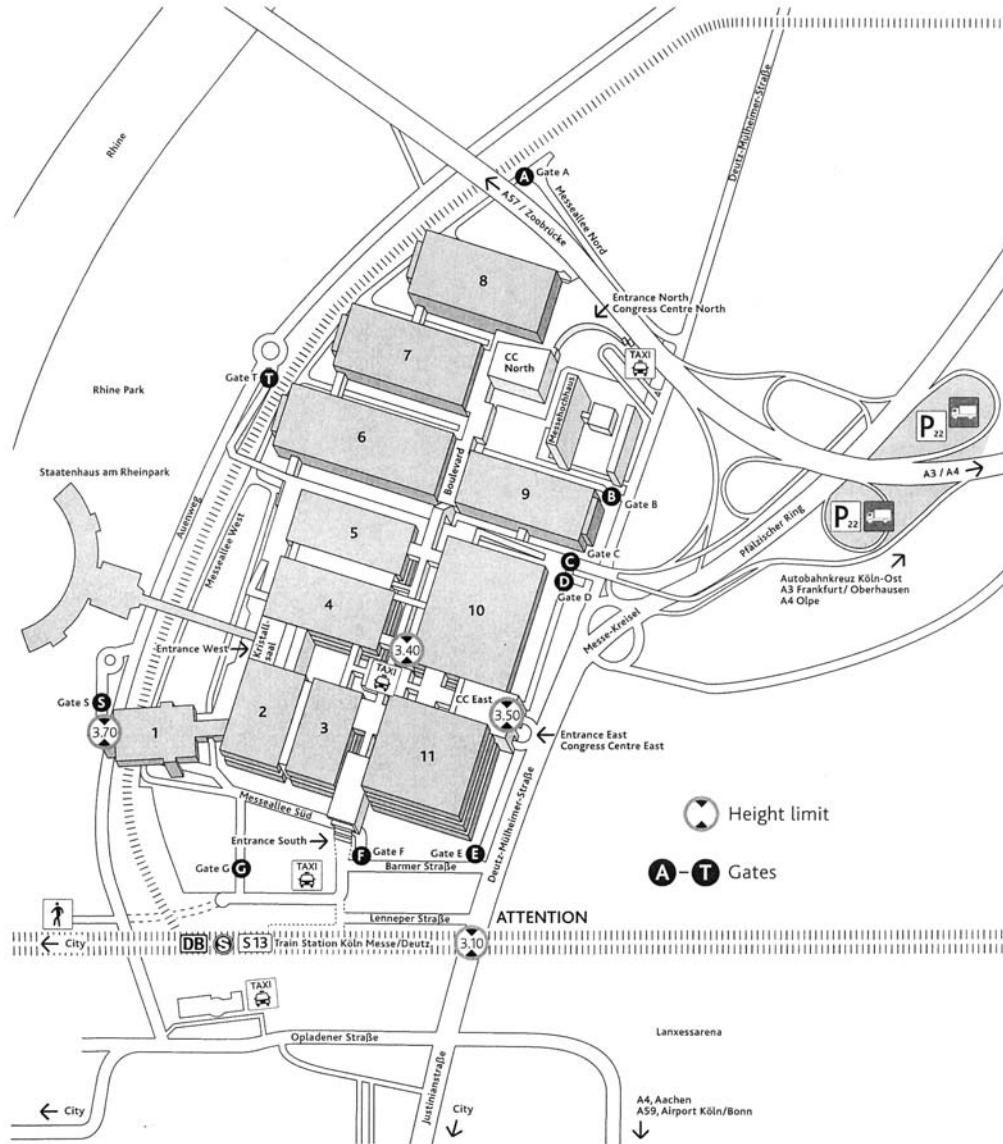 Rhine
Deutz-Mülheimer-Straße
A
Gate A
← A57 / Zoobrücke
Messeallee Nord
8
Entrance North
Congress Centre North
7
CC
North
TAXI
Gate T
T
Rhine Park
Messehochhaus
P 22
6
Staatenhaus am Rheinpark
Boulevard
9
A3 / A4 →
B
Gate B
P 22
Auenweg
Messeallee West
5
Pfälzischer Ring
Gate C
C
D
Gate D
Autobahnkreuz Köln-Ost
A3 Frankfurt/ Oberhausen
A4 Olpe
4
10
Messe-Kreisel
Kristall-
saal
Entrance West →
3.40
TAXI
CC East
Gate S
S
3.70
1
2
3
3.50
11
← Entrance East
Congress Centre East
Messeallee Süd
Deutz-Mülheimer-Straße
Height limit
Entrance South →
Gate F
F
Gate E
E
Barmer Straße
A – T Gates
Gate G
G
TAXI
Lenneper Straße
ATTENTION
← City
DB
S
S 13
Train Station Köln Messe/Deutz
3.10
TAXI
Opladener Straße
Lanxessarena
Justinianstraße
← City
City
A4, Aachen
A59, Airport Köln/Bonn